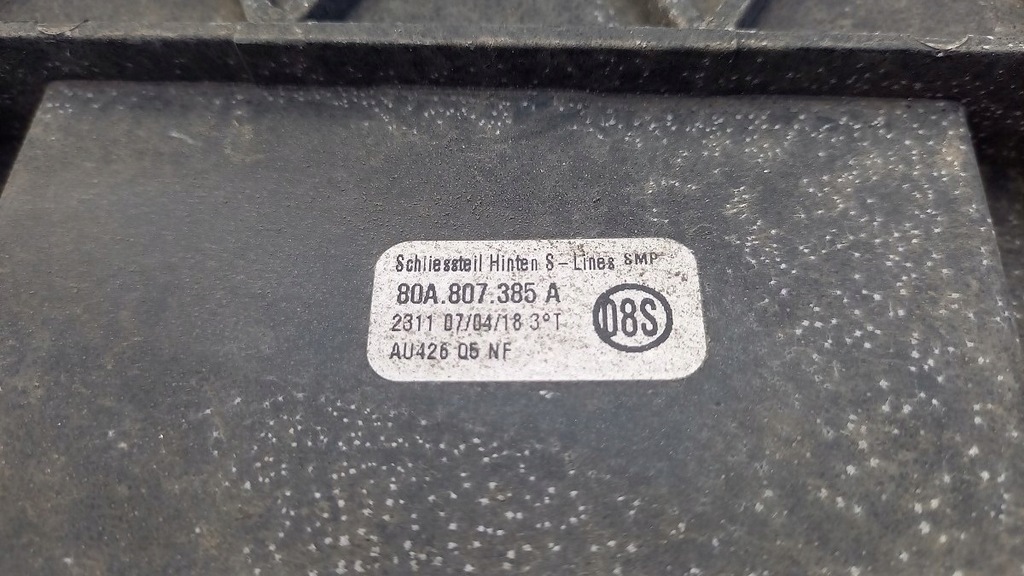 Schliessteil Hinten S-Lines SMP
80A.807.385 A
2311 07/04/18 3°T
AU426 Q5 NF
08S